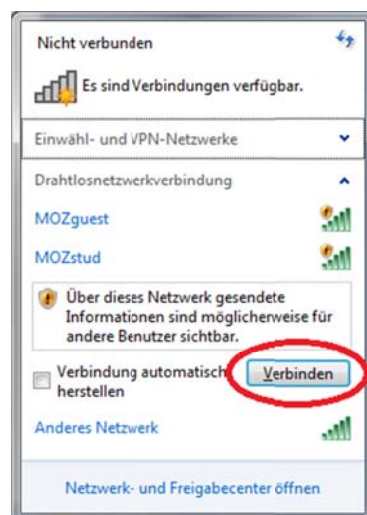 Nicht verbunden
Es sind Verbindungen verfügbar.
Einwähl- und VPN-Netzwerke
Drahtlosnetzwerkverbindung
MOZguest
MOZstud
Über dieses Netzwerk gesendete
Informationen sind möglicherweise für
andere Benutzer sichtbar.
Verbindung automatisch
herstellen
Verbinden
Anderes Netzwerk
Netzwerk- und Freigabecenter öffnen